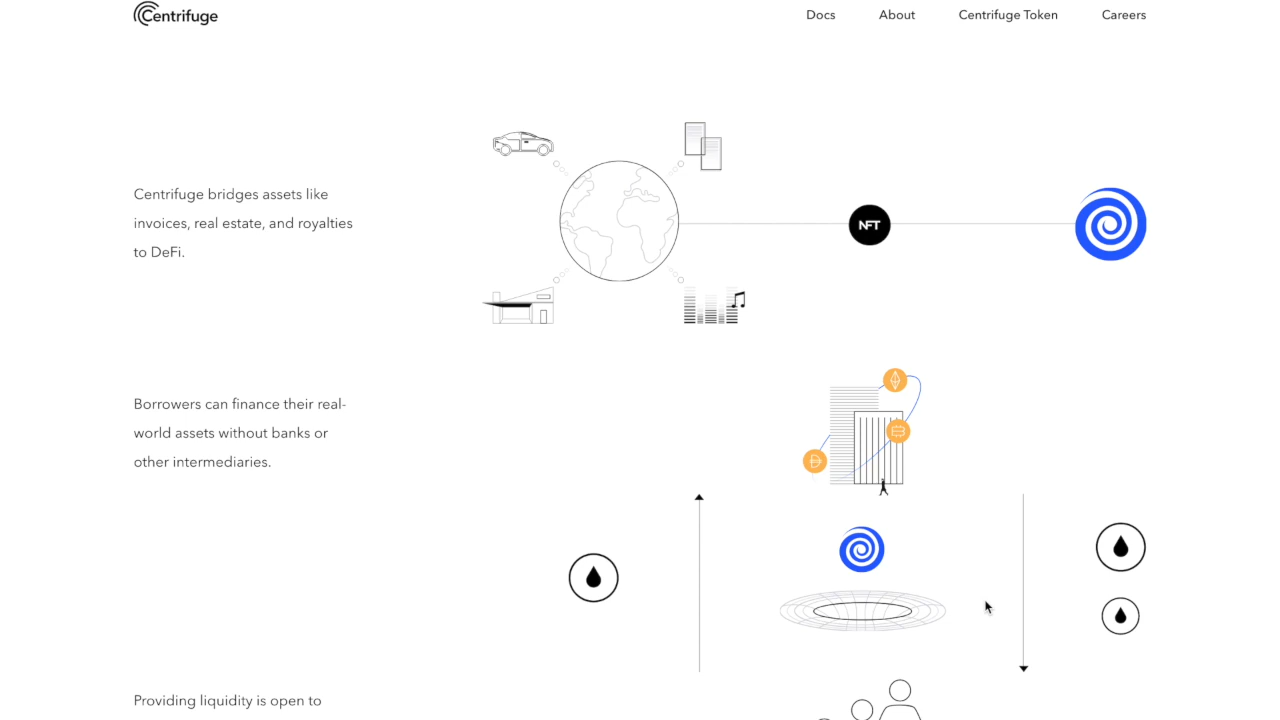 Centrifuge
Docs
About
Centrifuge Token
Careers
Centrifuge bridges assets like
invoices, real estate, and royalties
to DeFi.
NFT
Borrowers can finance their real-
world assets without banks or
other intermediaries.
Providing liquidity is open to